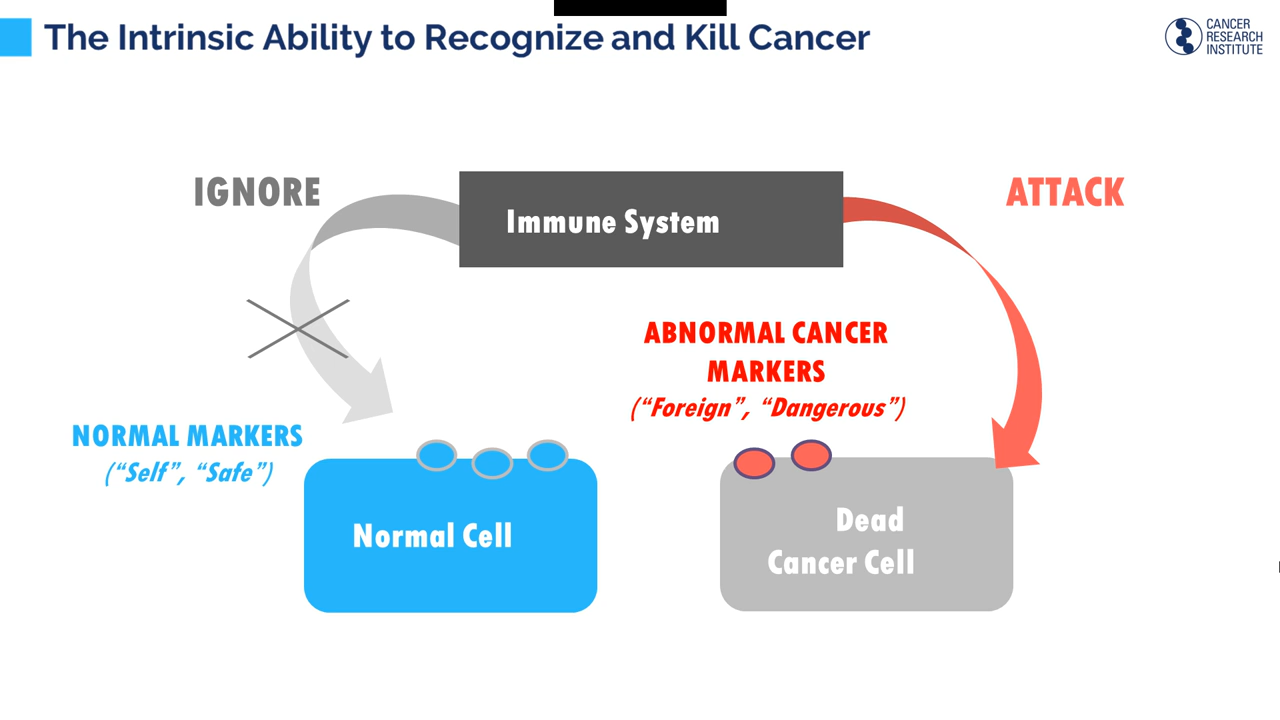 The Intrinsic Ability to Recognize and Kill Cancer
CANCER
RESEARCH
INSTITUTE
IGNORE
Immune System
ATTACK
ABNORMAL CANCER
MARKERS
(“Foreign”, “Dangerous”)
NORMAL MARKERS
(“Self”, “Safe”)
Normal Cell
Dead
Cancer Cell